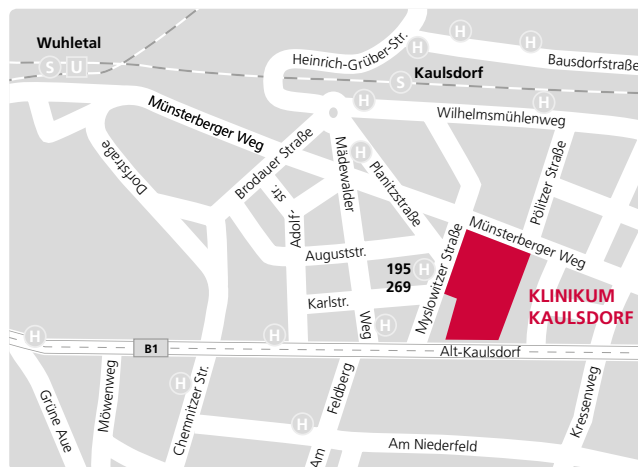 H
H
H
Wuhletal
S U
Heinrich-Grüber-Str.
Bausdorfstraße
Kaulsdorf
S
H
H
Wilhelmsmühlenweg
Münsterberger Weg
Dorfstraße
Brodauer Straße
Mädewalder
H
Planitzstraße
Pölitzer Straße
Adolf-
str.
Münsterberger Weg
Auguststr.
Myslowitzer Straße
195
269
H
Karlstr.
KLINIKUM
KAULSDORF
Weg
H
H
H
B1
Alt-Kaulsdorf
Grüne Aue
Möwenweg
H
Chemnitzer Str.
Am
Feldberg
Kressenweg
H
Am Niederfeld